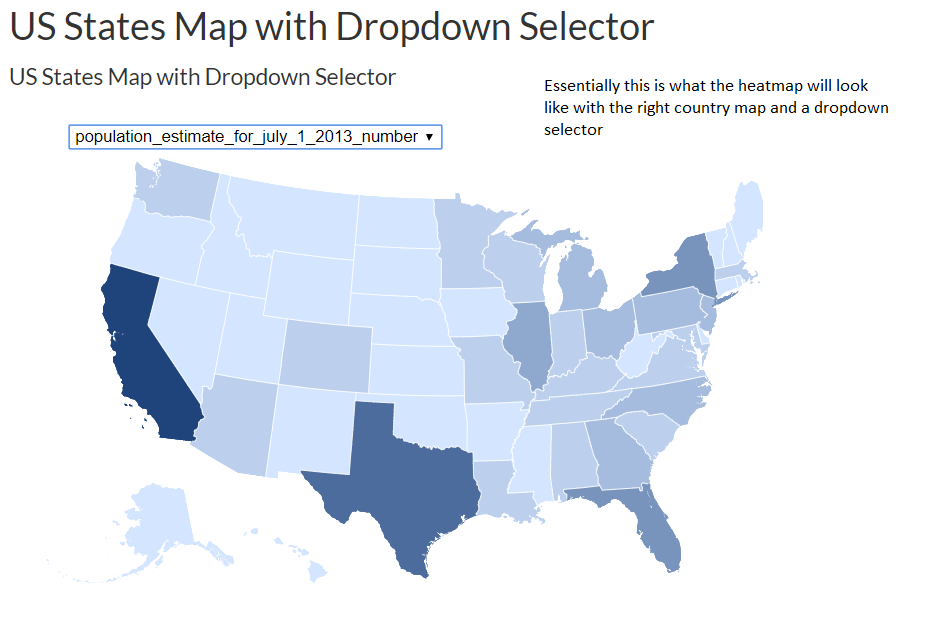 US States Map with Dropdown Selector
US States Map with Dropdown Selector
Essentially this is what the heatmap will look
like with the right country map and a dropdown
selector
population_estimate_for_july_1_2013_number ▼